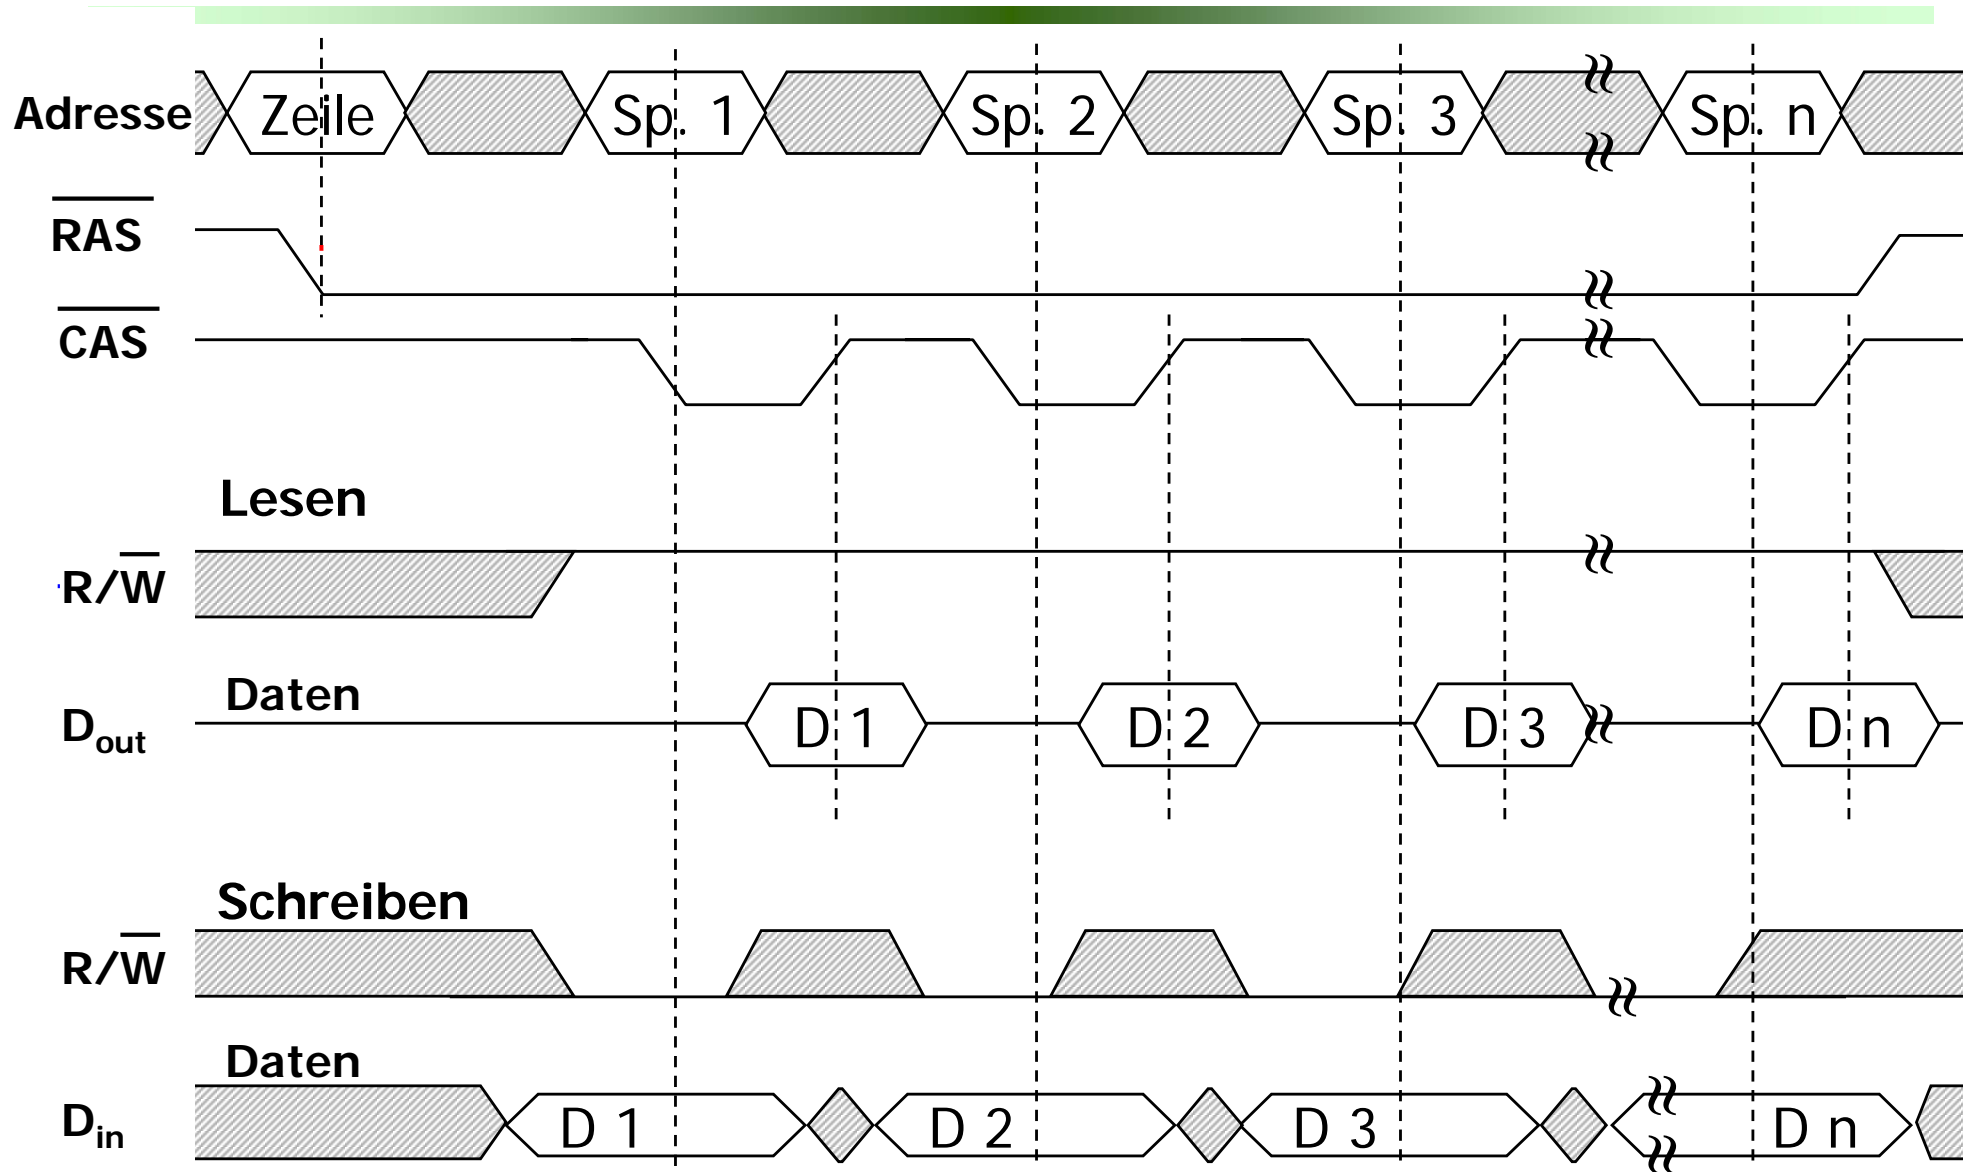 Adresse Zeile Sp. 1 Sp. 2 Sp. 3 Sp. n
RAS
CAS
Lesen
R/W
Daten
Dout D 1 D 2 D 3 D n
Schreiben
R/W
Daten
Din D 1 D 2 D 3 D n